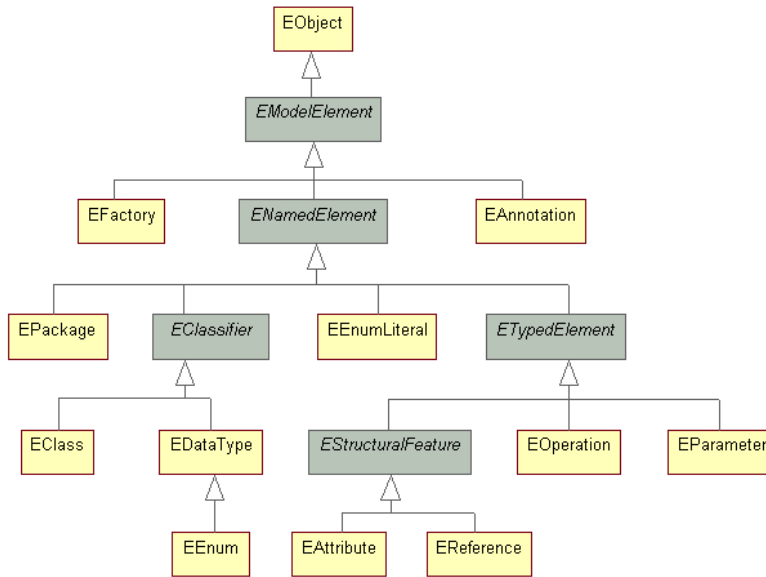 EObject
EModelElement
EFactory
ENamedElement
EAnnotation
EPackage
EClassifier
EEnumLiteral
ETypedElement
EClass
EDataType
EStructuralFeature
EOperation
EParameter
EEnum
EAttribute
EReference